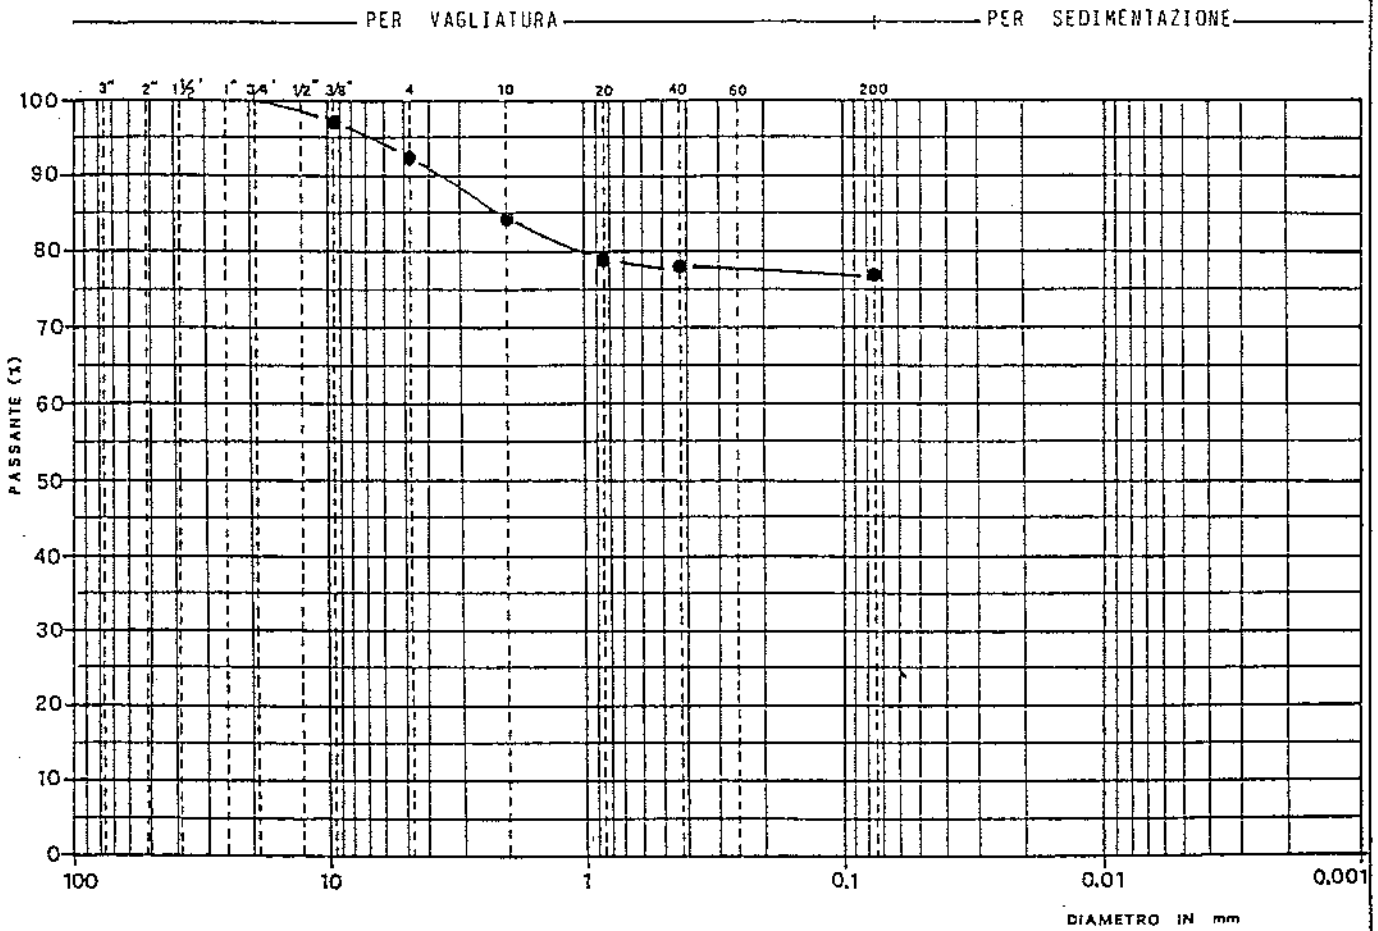 PER VAGLIATURA PER SEDIMENTAZIONE
3" 2" 1½' 1" 3/4' 1/2" 3/8" 4 10 20 40 60 200
100
90
80
70
60
50
40
30
20
10
0
PASSANTE (%)
100 10 1 0.1 0.01 0.001
DIAMETRO IN mm